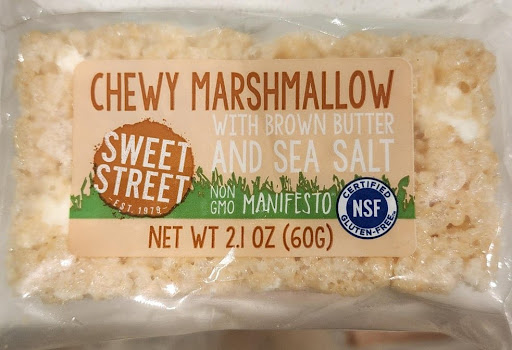 CHEWY MARSHMALLOW
WITH BROWN BUTTER
AND SEA SALT
SWEET
STREET
EST. 1979
NON
GMO MANIFESTO
CERTIFIED
NSF
GLUTEN-FREE
NET WT 2.1 OZ (60G)